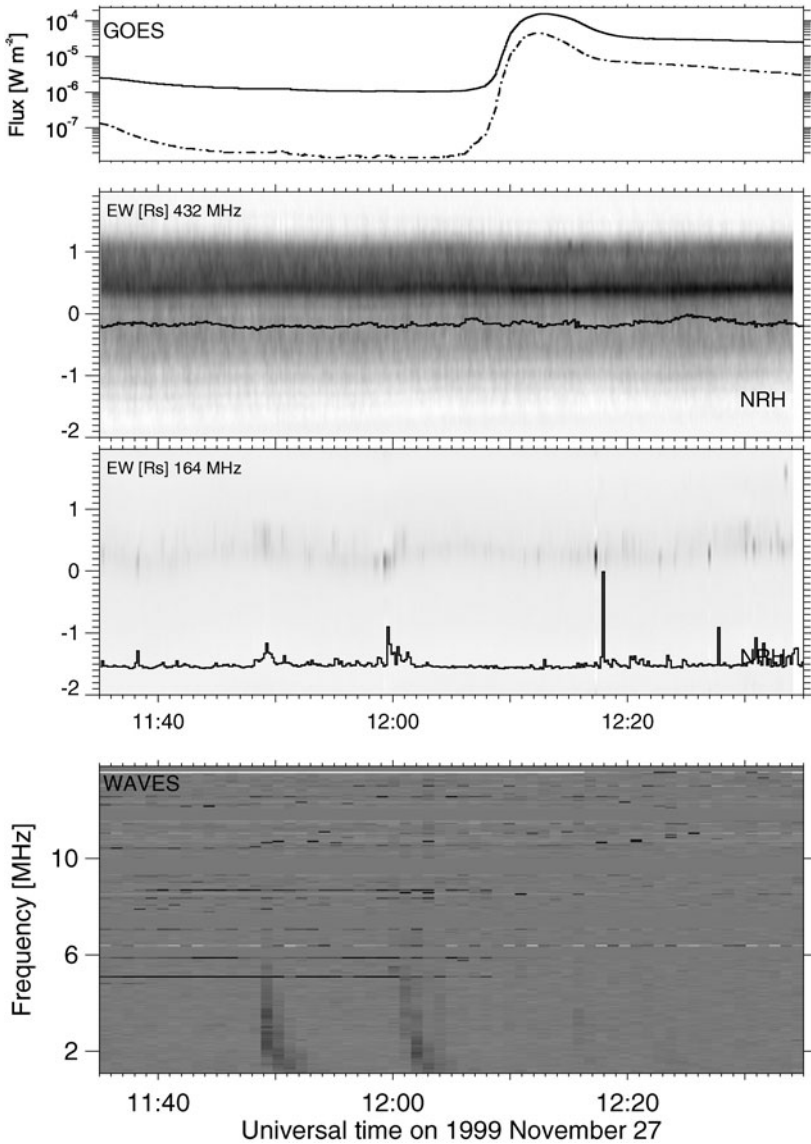 GOES
Flux [W m⁻²]
10⁻⁴
10⁻⁵
10⁻⁶
10⁻⁷
EW [Rs] 432 MHz
1
0
-1
-2
NRH
EW [Rs] 164 MHz
1
0
-1
-2
NRH
11:40 12:00 12:20
WAVES
Frequency [MHz]
10
6
2
11:40 12:00 12:20
Universal time on 1999 November 27